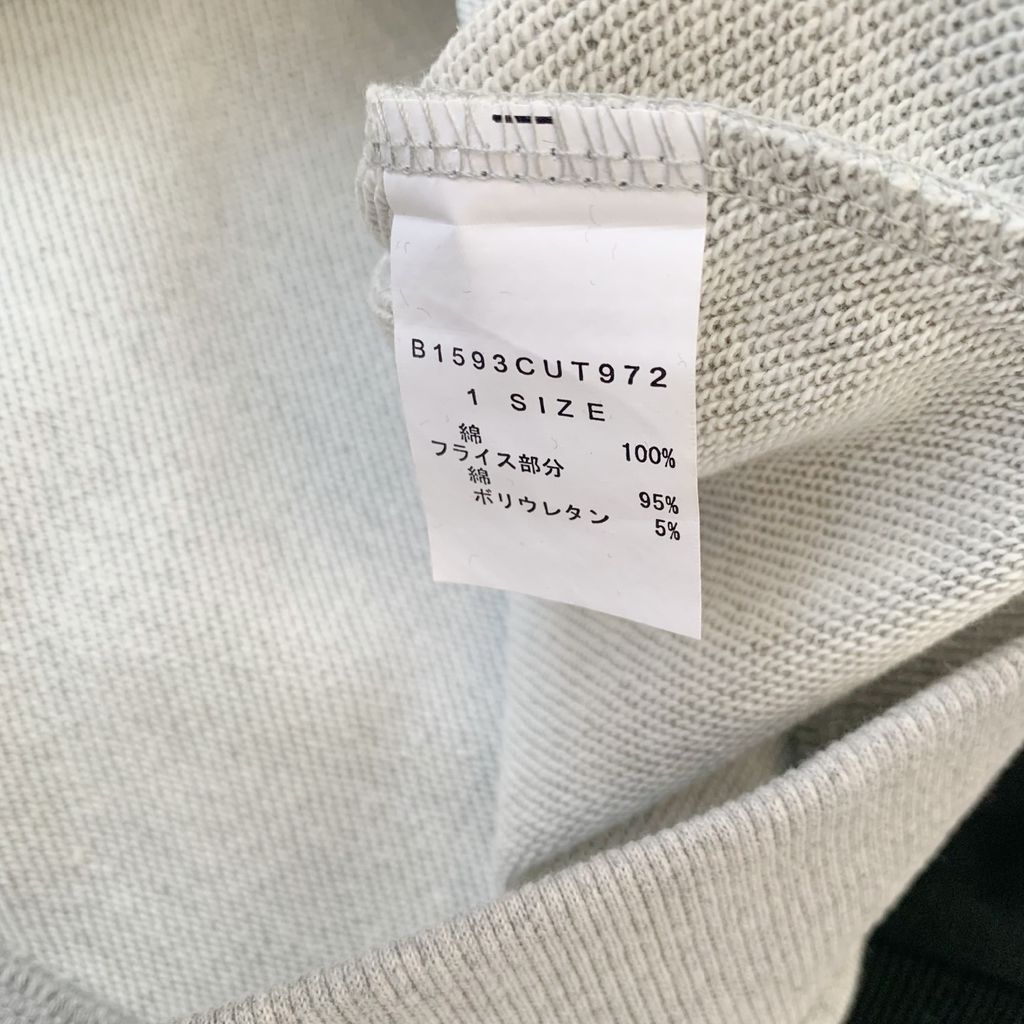 B1593CUT972
1 SIZE
綿 100%
フライス部分
綿 95%
ポリウレタン 5%